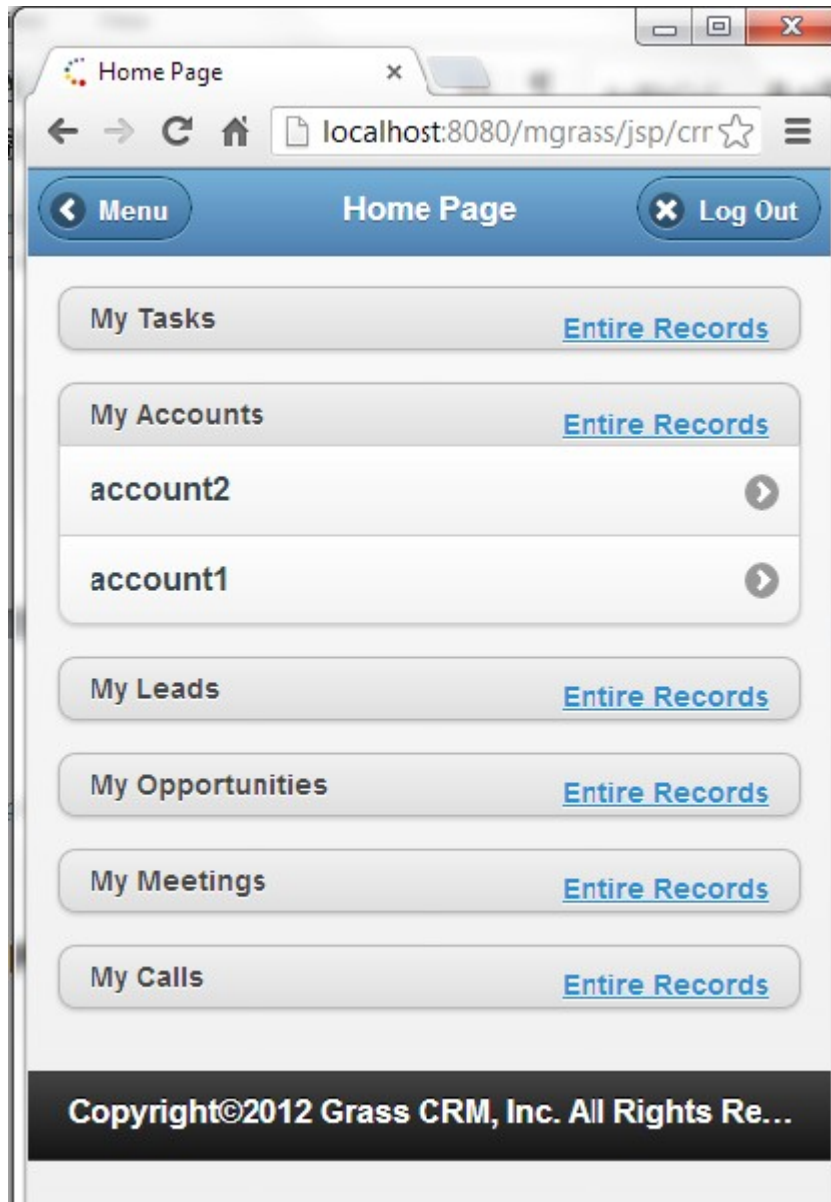 Home Page
localhost:8080/mgrass/jsp/crr
Menu Home Page Log Out
My Tasks Entire Records
My Accounts Entire Records
account2
account1
My Leads Entire Records
My Opportunities Entire Records
My Meetings Entire Records
My Calls Entire Records
Copyright©2012 Grass CRM, Inc. All Rights Re...